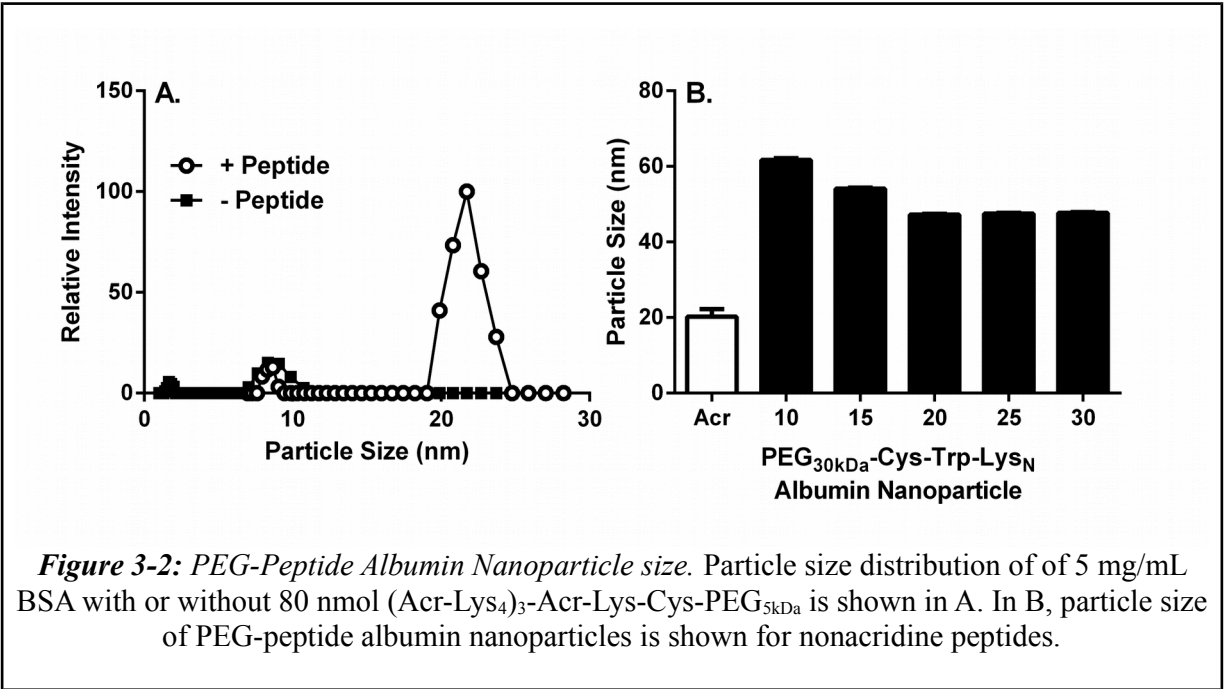 150
A.
100
50
0
Relative Intensity
+ Peptide
- Peptide
0 10 20 30
Particle Size (nm)
80
B.
60
40
20
0
Particle Size (nm)
Acr 10 15 20 25 30
PEG30kDa-Cys-Trp-LysN
Albumin Nanoparticle
Figure 3-2: PEG-Peptide Albumin Nanoparticle size. Particle size distribution of of 5 mg/mL
BSA with or without 80 nmol (Acr-Lys4)3-Acr-Lys-Cys-PEG5kDa is shown in A. In B, particle size
of PEG-peptide albumin nanoparticles is shown for nonacridine peptides.